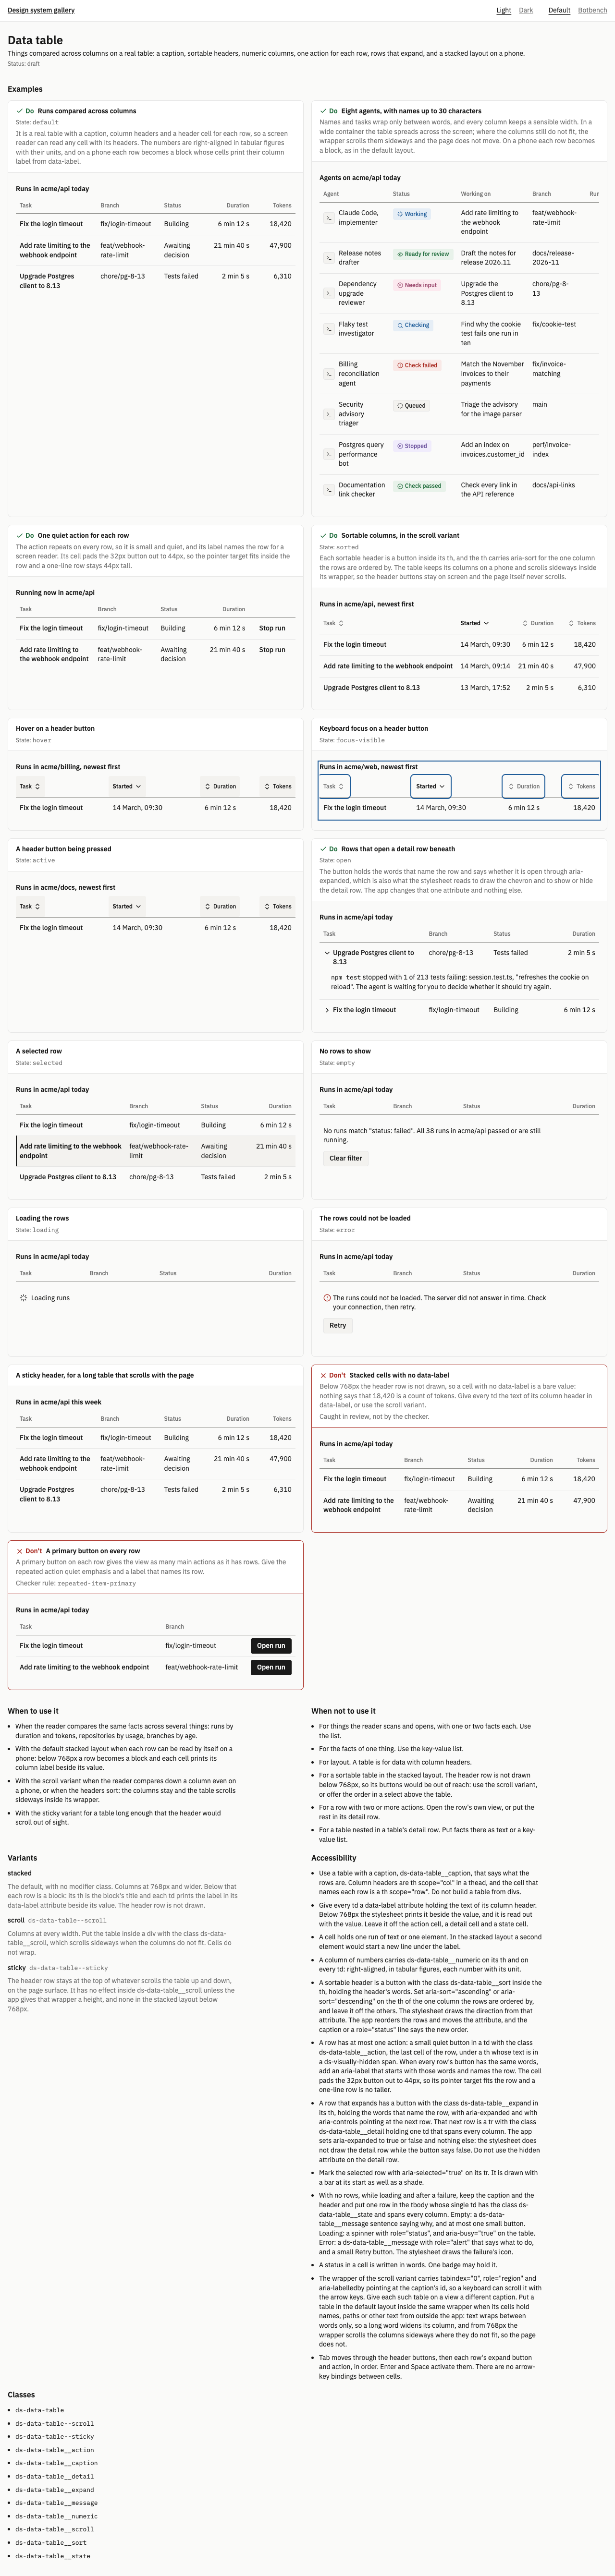 Design system gallery
Light Dark Default Botbench
Data table
Things compared across columns on a real table: a caption, sortable headers, numeric columns, one action for each row, rows that expand, and a stacked layout on a phone.
Status: draft
Examples
Do Runs compared across columns
State: default
It is a real table with a caption, column headers and a header cell for each row, so a screen
reader can read any cell with its headers. The numbers are right-aligned in tabular figures
with their units, and on a phone each row becomes a block whose cells print their column
label from data-label.
Runs in acme/api today
Task Branch Status Duration Tokens
Fix the login timeout fix/login-timeout Building 6 min 12 s 18,420
Add rate limiting to the feat/webhook- Awaiting 21 min 40 s 47,900
webhook endpoint rate-limit decision
Upgrade Postgres chore/pg-8-13 Tests failed 2 min 5 s 6,310
client to 8.13
Do Eight agents, with names up to 30 characters
Names and tasks wrap only between words, and every column keeps a sensible width. In a
wide container the table spreads across the screen; where the columns still do not fit, the
wrapper scrolls them sideways and the page does not move. On a phone each row becomes
a block, as in the default layout.
Agents on acme/api today
Agent Status Working on Branch Run
Claude Code, Working Add rate limiting to feat/webhook-
implementer the webhook rate-limit
endpoint
Release notes Ready for review Draft the notes for docs/release-
drafter release 2026.11 2026-11
Dependency Needs input Upgrade the chore/pg-8-
upgrade Postgres client to 13
reviewer 8.13
Flaky test Checking Find why the cookie fix/cookie-test
investigator test fails one run in
ten
Billing Check failed Match the November fix/invoice-
reconciliation invoices to their matching
agent payments
Security Queued Triage the advisory main
advisory for the image parser
triager
Postgres query Stopped Add an index on perf/invoice-
performance invoices.customer_id index
bot
Documentation Check passed Check every link in docs/api-links
link checker the API reference
Do One quiet action for each row
The action repeats on every row, so it is small and quiet, and its label names the row for a
screen reader. Its cell pads the 32px button out to 44px, so the pointer target fits inside the row
and a one-line row stays 44px tall.
Running now in acme/api
Task Branch Status Duration
Fix the login timeout fix/login-timeout Building 6 min 12 s Stop run
Add rate limiting to feat/webhook- Awaiting 21 min 40 s Stop run
the webhook endpoint rate-limit decision
Do Sortable columns, in the scroll variant
State: sorted
Each sortable header is a button inside its th, and the th carries aria-sort for the one column
the rows are ordered by. The table keeps its columns on a phone and scrolls sideways inside
its wrapper, so the header buttons stay on screen and the page itself never scrolls.
Runs in acme/api, newest first
Task Started Duration Tokens
Fix the login timeout 14 March, 09:30 6 min 12 s 18,420
Add rate limiting to the webhook endpoint 14 March, 09:14 21 min 40 s 47,900
Upgrade Postgres client to 8.13 13 March, 17:52 2 min 5 s 6,310
Hover on a header button
State: hover
Runs in acme/billing, newest first
Task Started Duration Tokens
Fix the login timeout 14 March, 09:30 6 min 12 s 18,420
Keyboard focus on a header button
State: focus-visible
Runs in acme/web, newest first
Task Started Duration Tokens
Fix the login timeout 14 March, 09:30 6 min 12 s 18,420
A header button being pressed
State: active
Runs in acme/docs, newest first
Task Started Duration Tokens
Fix the login timeout 14 March, 09:30 6 min 12 s 18,420
Do Rows that open a detail row beneath
State: open
The button holds the words that name the row and says whether it is open through aria-
expanded, which is also what the stylesheet reads to draw the chevron and to show or hide
the detail row. The app changes that one attribute and nothing else.
Runs in acme/api today
Task Branch Status Duration
Upgrade Postgres client to chore/pg-8-13 Tests failed 2 min 5 s
8.13
npm test stopped with 1 of 213 tests failing: session.test.ts, "refreshes the cookie on
reload". The agent is waiting for you to decide whether it should try again.
Fix the login timeout fix/login-timeout Building 6 min 12 s
A selected row
State: selected
Runs in acme/api today
Task Branch Status Duration
Fix the login timeout fix/login-timeout Building 6 min 12 s
Add rate limiting to the webhook feat/webhook-rate- Awaiting 21 min 40 s
endpoint limit decision
Upgrade Postgres client to 8.13 chore/pg-8-13 Tests failed 2 min 5 s
No rows to show
State: empty
Runs in acme/api today
Task Branch Status Duration
No runs match "status: failed". All 38 runs in acme/api passed or are still
running.
Clear filter
Loading the rows
State: loading
Runs in acme/api today
Task Branch Status Duration
Loading runs
The rows could not be loaded
State: error
Runs in acme/api today
Task Branch Status Duration
The runs could not be loaded. The server did not answer in time. Check
your connection, then retry.
Retry
A sticky header, for a long table that scrolls with the page
Runs in acme/api this week
Task Branch Status Duration Tokens
Fix the login timeout fix/login-timeout Building 6 min 12 s 18,420
Add rate limiting to the feat/webhook- Awaiting 21 min 40 s 47,900
webhook endpoint rate-limit decision
Upgrade Postgres chore/pg-8-13 Tests failed 2 min 5 s 6,310
client to 8.13
Don't Stacked cells with no data-label
Below 768px the header row is not drawn, so a cell with no data-label is a bare value:
nothing says that 18,420 is a count of tokens. Give every td the text of its column header in
data-label, or use the scroll variant.
Caught in review, not by the checker.
Runs in acme/api today
Task Branch Status Duration Tokens
Fix the login timeout fix/login-timeout Building 6 min 12 s 18,420
Add rate limiting to the feat/webhook- Awaiting 21 min 40 s 47,900
webhook endpoint rate-limit decision
Don't A primary button on every row
A primary button on each row gives the view as many main actions as it has rows. Give the
repeated action quiet emphasis and a label that names its row.
Checker rule: repeated-item-primary
Runs in acme/api today
Task Branch
Fix the login timeout fix/login-timeout Open run
Add rate limiting to the webhook endpoint feat/webhook-rate-limit Open run
When to use it
When the reader compares the same facts across several things: runs by
duration and tokens, repositories by usage, branches by age.
With the default stacked layout when each row can be read by itself on a
phone: below 768px a row becomes a block and each cell prints its
column label beside its value.
With the scroll variant when the reader compares down a column even on
a phone, or when the headers sort: the columns stay and the table scrolls
sideways inside its wrapper.
With the sticky variant for a table long enough that the header would
scroll out of sight.
When not to use it
For things the reader scans and opens, with one or two facts each. Use
the list.
For the facts of one thing. Use the key-value list.
For layout. A table is for data with column headers.
For a sortable table in the stacked layout. The header row is not drawn
below 768px, so its buttons would be out of reach: use the scroll variant,
or offer the order in a select above the table.
For a row with two or more actions. Open the row's own view, or put the
rest in its detail row.
For a table nested in a table's detail row. Put facts there as text or a key-
value list.
Variants
stacked
The default, with no modifier class. Columns at 768px and wider. Below that
each row is a block: its th is the block's title and each td prints the label in its
data-label attribute beside its value. The header row is not drawn.
scroll ds-data-table--scroll
Columns at every width. Put the table inside a div with the class ds-data-
table__scroll, which scrolls sideways when the columns do not fit. Cells do
not wrap.
sticky ds-data-table--sticky
The header row stays at the top of whatever scrolls the table up and down,
on the page surface. It has no effect inside ds-data-table__scroll unless the
app gives that wrapper a height, and none in the stacked layout below
768px.
Accessibility
Use a table with a caption, ds-data-table__caption, that says what the
rows are. Column headers are th scope="col" in a thead, and the cell that
names each row is a th scope="row". Do not build a table from divs.
Give every td a data-label attribute holding the text of its column header.
Below 768px the stylesheet prints it beside the value, and it is read out
with the value. Leave it off the action cell, a detail cell and a state cell.
A cell holds one run of text or one element. In the stacked layout a second
element would start a new line under the label.
A column of numbers carries ds-data-table__numeric on its th and on
every td: right-aligned, in tabular figures, each number with its unit.
A sortable header is a button with the class ds-data-table__sort inside the
th, holding the header's words. Set aria-sort="ascending" or aria-
sort="descending" on the th of the one column the rows are ordered by,
and leave it off the others. The stylesheet draws the direction from that
attribute. The app reorders the rows and moves the attribute, and the
caption or a role="status" line says the new order.
A row has at most one action: a small quiet button in a td with the class
ds-data-table__action, the last cell of the row, under a th whose text is in
a ds-visually-hidden span. When every row's button has the same words,
add an aria-label that starts with those words and names the row. The cell
pads the 32px button out to 44px, so its pointer target fits the row and a
one-line row is no taller.
A row that expands has a button with the class ds-data-table__expand in
its th, holding the words that name the row, with aria-expanded and with
aria-controls pointing at the next row. That next row is a tr with the class
ds-data-table__detail holding one td that spans every column. The app
sets aria-expanded to true or false and nothing else: the stylesheet does
not draw the detail row while the button says false. Do not use the hidden
attribute on the detail row.
Mark the selected row with aria-selected="true" on its tr. It is drawn with
a bar at its start as well as a shade.
With no rows, while loading and after a failure, keep the caption and the
header and put one row in the tbody whose single td has the class ds-
data-table__state and spans every column. Empty: a ds-data-
table__message sentence saying why, and at most one small button.
Loading: a spinner with role="status", and aria-busy="true" on the table.
Error: a ds-data-table__message with role="alert" that says what to do,
and a small Retry button. The stylesheet draws the failure's icon.
A status in a cell is written in words. One badge may hold it.
The wrapper of the scroll variant carries tabindex="0", role="region" and
aria-labelledby pointing at the caption's id, so a keyboard can scroll it with
the arrow keys. Give each such table on a view a different caption. Put a
table in the default layout inside the same wrapper when its cells hold
names, paths or other text from outside the app: text wraps between
words only, so a long word widens its column, and from 768px the
wrapper scrolls the columns sideways where they do not fit, so the page
does not.
Tab moves through the header buttons, then each row's expand button
and action, in order. Enter and Space activate them. There are no arrow-
key bindings between cells.
Classes
ds-data-table
ds-data-table--scroll
ds-data-table--sticky
ds-data-table__action
ds-data-table__caption
ds-data-table__detail
ds-data-table__expand
ds-data-table__message
ds-data-table__numeric
ds-data-table__scroll
ds-data-table__sort
ds-data-table__state